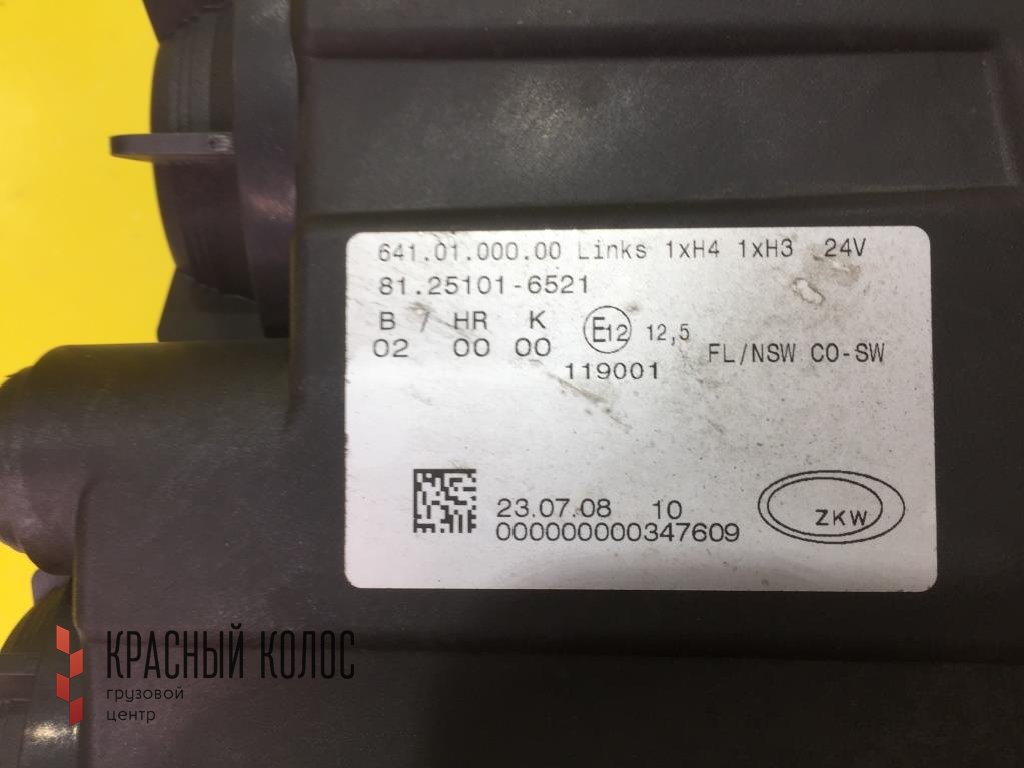 641.01.000.00 Links 1xH4 1xH3 24V
81.25101-6521
B / HR K E12 12,5
02 00 00 FL/NSW CO-SW
119001
23.07.08 10
000000000347609
ZKW
КРАСНЫЙ КОЛОС
грузовой
центр